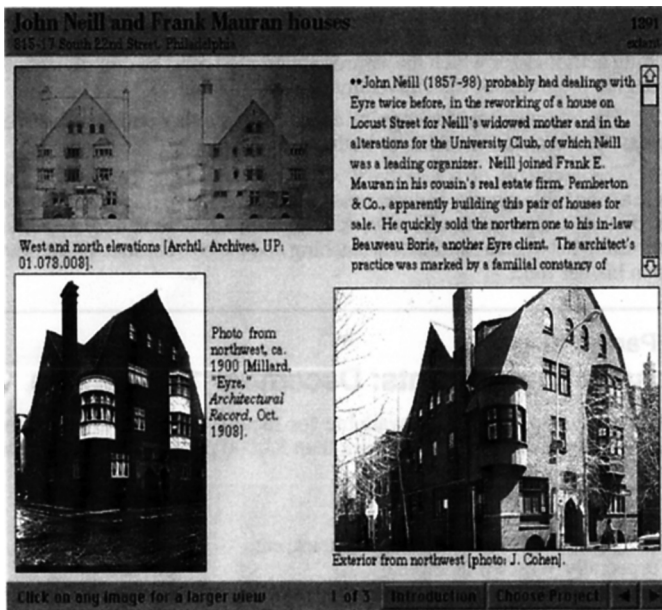 John Neill and Frank Mauran houses
1891
815-17 South 22nd Street, Philadelphia
extant
••John Neill (1857-98) probably had dealings with
Eyre twice before, in the reworking of a house on
Locust Street for Neill's widowed mother and in the
alterations for the University Club, of which Neill
was a leading organizer. Neill joined Frank E.
Mauran in his cousin's real estate firm, Pemberton
& Co., apparently building this pair of houses for
sale. He quickly sold the northern one to his in-law
Beauveau Borie, another Eyre client. The architect's
practice was marked by a familial constancy of
West and north elevations [Archtl. Archives, UP:
01.078.008].
Photo from
northwest, ca.
1900 [Millard,
"Eyre,"
Architectural
Record, Oct.
1903].
Exterior from northwest [photo: J. Cohen].
Click on any image for a larger view
1 of 3
Introduction
Choose Project